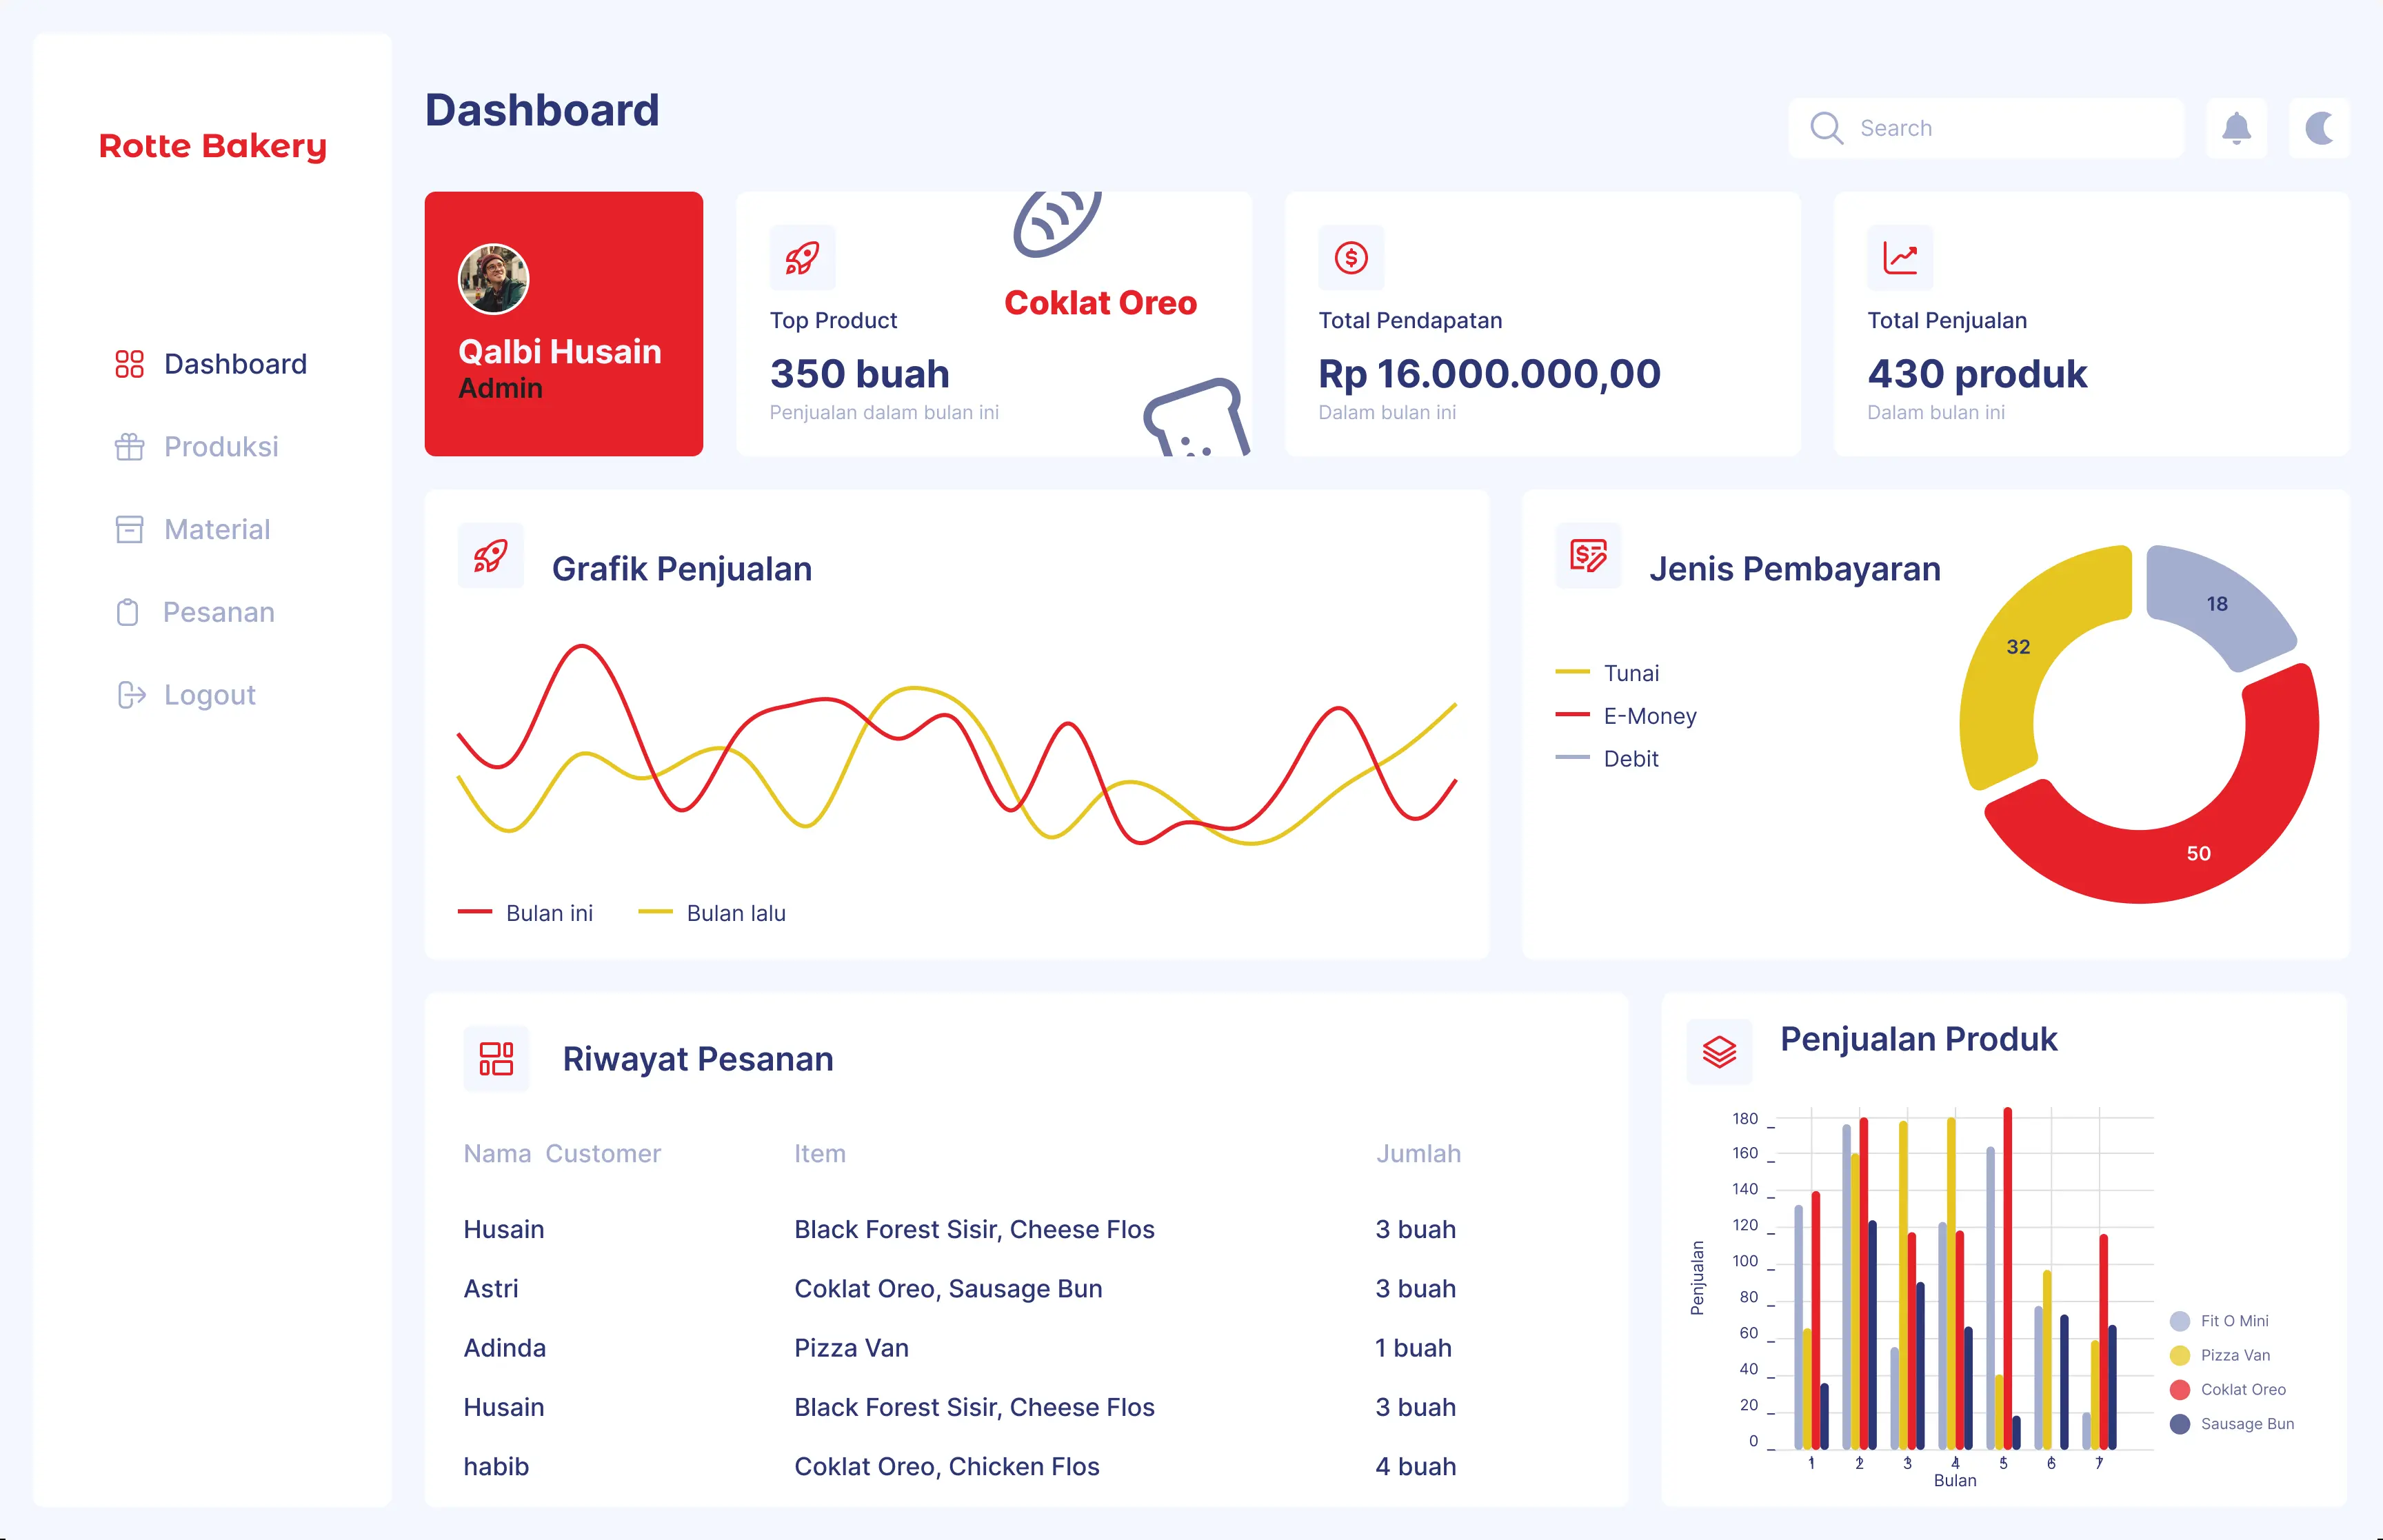 Rotte Bakery
Dashboard
Produksi
Material
Pesanan
Logout
Dashboard
Search
Qalbi Husain
Admin
Top Product
350 buah
Penjualan dalam bulan ini
Coklat Oreo
Total Pendapatan
Rp 16.000.000,00
Dalam bulan ini
Total Penjualan
430 produk
Dalam bulan ini
Grafik Penjualan
Bulan ini
Bulan lalu
Jenis Pembayaran
Tunai
E-Money
Debit
32
18
50
Riwayat Pesanan
Nama Customer Item Jumlah
Husain Black Forest Sisir, Cheese Flos 3 buah
Astri Coklat Oreo, Sausage Bun 3 buah
Adinda Pizza Van 1 buah
Husain Black Forest Sisir, Cheese Flos 3 buah
habib Coklat Oreo, Chicken Flos 4 buah
Penjualan Produk
Penjualan
180
160
140
120
100
80
60
40
20
0
1 2 3 4 5 6 7
Bulan
Fit O Mini
Pizza Van
Coklat Oreo
Sausage Bun